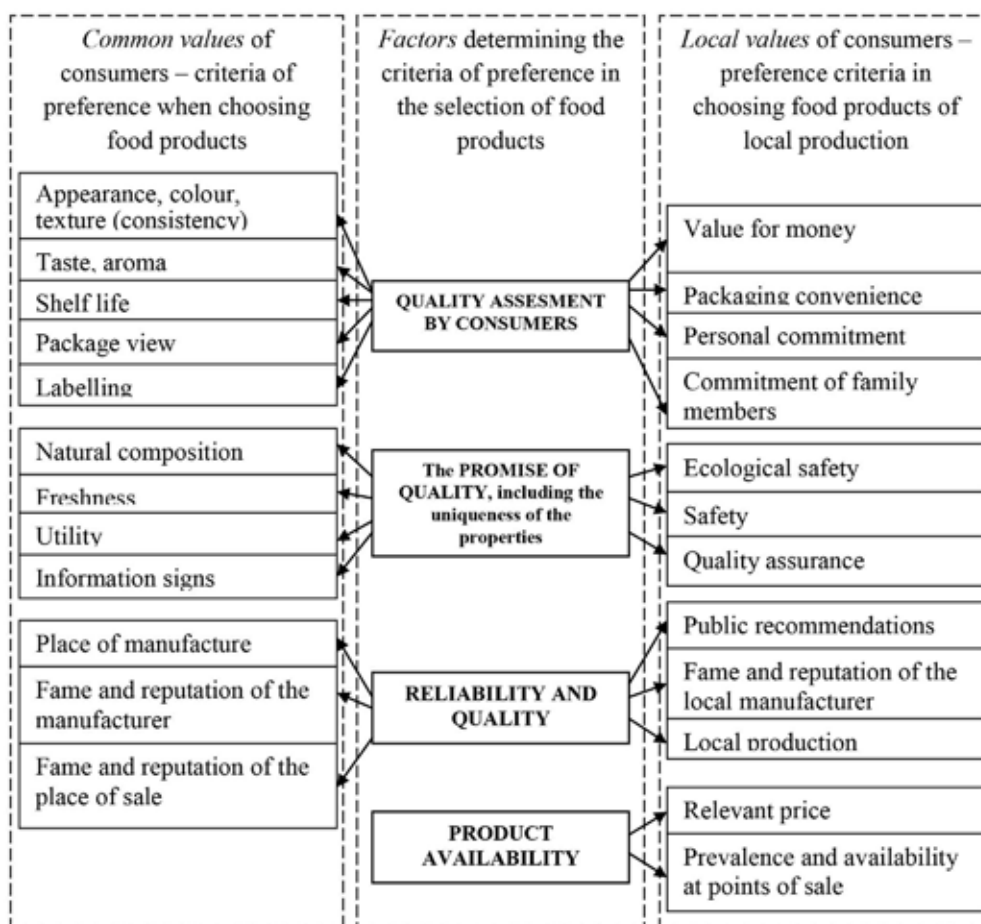 Common values of
consumers – criteria of
preference when choosing
food products
Factors determining the
criteria of preference in
the selection of food
products
Local values of consumers –
preference criteria in
choosing food products of
local production
Appearance, colour,
texture (consistency)
Taste, aroma
Shelf life
Package view
Labelling
QUALITY ASSESMENT
BY CONSUMERS
Value for money
Packaging convenience
Personal commitment
Commitment of family
members
Natural composition
Freshness
Utility
Information signs
The PROMISE OF
QUALITY, including the
uniqueness of the
properties
Ecological safety
Safety
Quality assurance
Place of manufacture
Fame and reputation of the
manufacturer
Fame and reputation of the
place of sale
RELIABILITY AND
QUALITY
Public recommendations
Fame and reputation of the
local manufacturer
Local production
PRODUCT
AVAILABILITY
Relevant price
Prevalence and availability
at points of sale